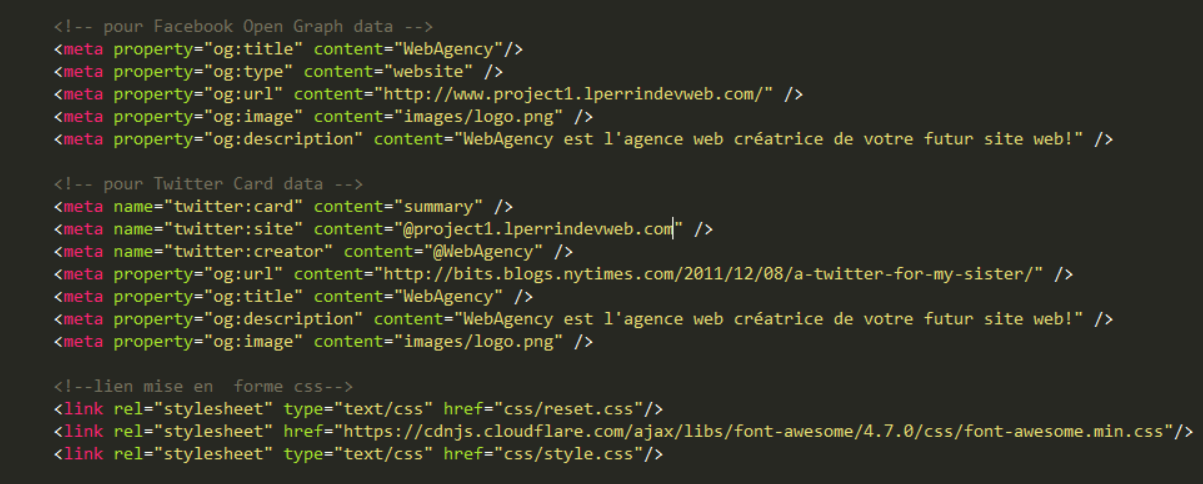 <!-- pour Facebook Open Graph data -->
<meta property="og:title" content="WebAgency"/>
<meta property="og:type" content="website" />
<meta property="og:url" content="http://www.project1.lperrindevweb.com/" />
<meta property="og:image" content="images/logo.png" />
<meta property="og:description" content="WebAgency est l'agence web créatrice de votre futur site web!" />
<!-- pour Twitter Card data -->
<meta name="twitter:card" content="summary" />
<meta name="twitter:site" content="@project1.lperrindevweb.com" />
<meta name="twitter:creator" content="@WebAgency" />
<meta property="og:url" content="http://bits.blogs.nytimes.com/2011/12/08/a-twitter-for-my-sister/" />
<meta property="og:title" content="WebAgency" />
<meta property="og:description" content="WebAgency est l'agence web créatrice de votre futur site web!" />
<meta property="og:image" content="images/logo.png" />
<!--lien mise en  forme css-->
<link rel="stylesheet" type="text/css" href="css/reset.css"/>
<link rel="stylesheet" href="https://cdnjs.cloudflare.com/ajax/libs/font-awesome/4.7.0/css/font-awesome.min.css"/>
<link rel="stylesheet" type="text/css" href="css/style.css"/>